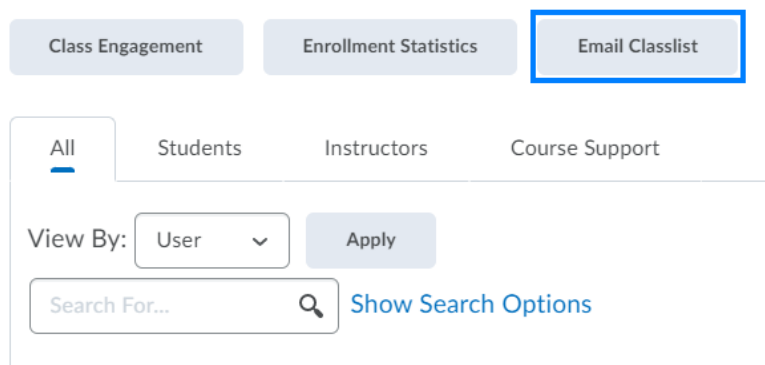 Class Engagement Enrollment Statistics Email Classlist
All Students Instructors Course Support
View By: User Apply
Search For... Show Search Options